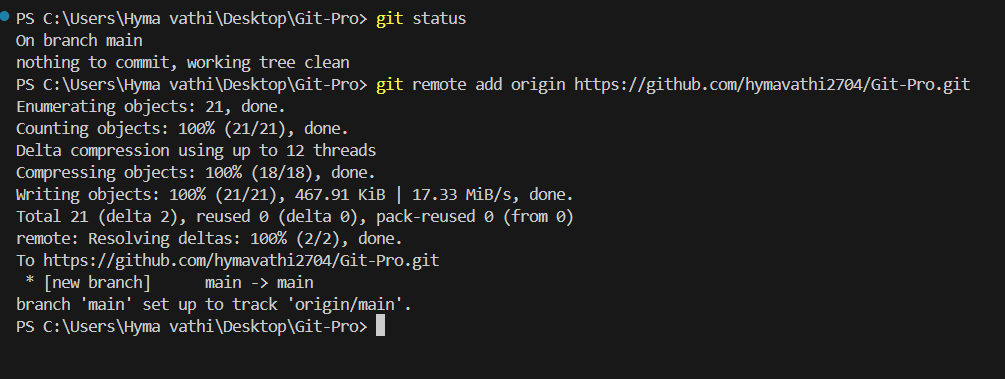 PS C:\Users\Hyma vathi\Desktop\Git-Pro> git status
On branch main
nothing to commit, working tree clean
PS C:\Users\Hyma vathi\Desktop\Git-Pro> git remote add origin https://github.com/hymavathi2704/Git-Pro.git
Enumerating objects: 21, done.
Counting objects: 100% (21/21), done.
Delta compression using up to 12 threads
Compressing objects: 100% (18/18), done.
Writing objects: 100% (21/21), 467.91 KiB | 17.33 MiB/s, done.
Total 21 (delta 2), reused 0 (delta 0), pack-reused 0 (from 0)
remote: Resolving deltas: 100% (2/2), done.
To https://github.com/hymavathi2704/Git-Pro.git
 * [new branch]      main -> main
branch 'main' set up to track 'origin/main'.
PS C:\Users\Hyma vathi\Desktop\Git-Pro>